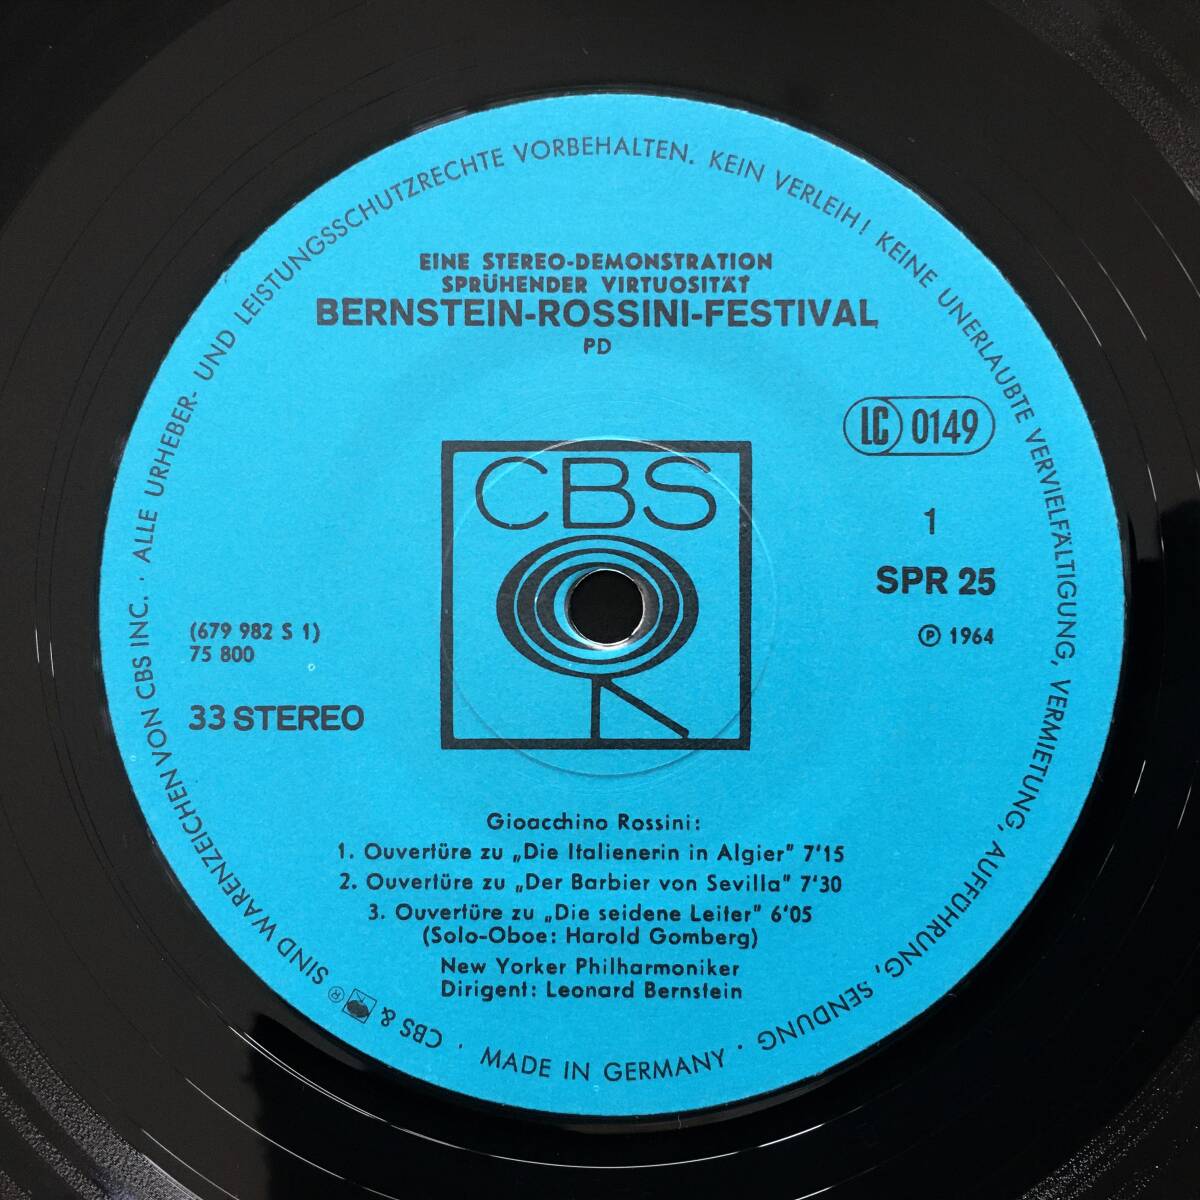 ALLE URHEBER- UND LEISTUNGSSCHUTZRECHTE VORBEHALTEN. KEIN VERLEIH! KEINE UNERLAUBTE VERVIELFÄLTIGUNG, VERMIETUNG, AUFFÜHRUNG, SENDUNG · MADE IN GERMANY · CBS & ® SIND WARENZEICHEN VON CBS INC. ·
EINE STEREO-DEMONSTRATION
SPRÜHENDER VIRTUOSITÄT
BERNSTEIN-ROSSINI-FESTIVAL
PD
LC 0149
CBS
1
SPR 25
℗ 1964
(679 982 S 1)
75 800
33 STEREO
Gioacchino Rossini:
1. Ouvertüre zu „Die Italienerin in Algier" 7'15
2. Ouvertüre zu „Der Barbier von Sevilla" 7'30
3. Ouvertüre zu „Die seidene Leiter" 6'05
(Solo-Oboe: Harold Gomberg)
New Yorker Philharmoniker
Dirigent: Leonard Bernstein